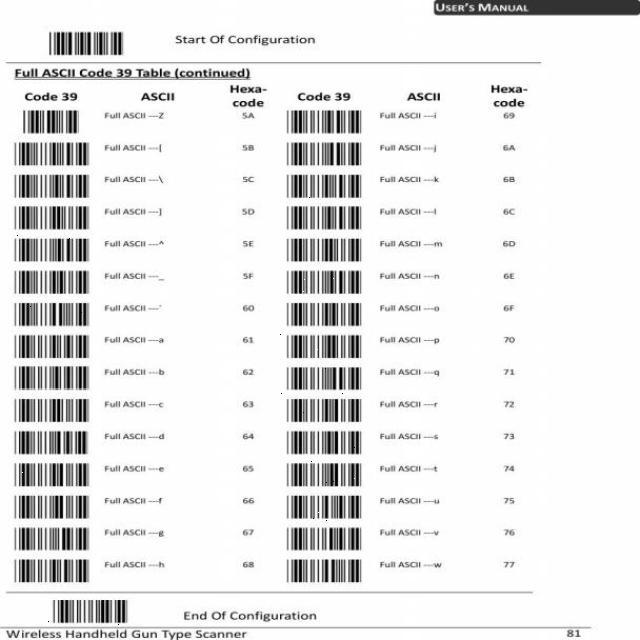 USER'S MANUAL
Start Of Configuration
Full ASCII Code 39 Table (continued)
Code 39 ASCII Hexa-code Code 39 ASCII Hexa-code
Full ASCII ---Z 5A Full ASCII ---i 69
Full ASCII ---[ 5B Full ASCII ---j 6A
Full ASCII ---\ 5C Full ASCII ---k 6B
Full ASCII ---] 5D Full ASCII ---l 6C
Full ASCII ---^ 5E Full ASCII ---m 6D
Full ASCII ---_ 5F Full ASCII ---n 6E
Full ASCII ---` 60 Full ASCII ---o 6F
Full ASCII ---a 61 Full ASCII ---p 70
Full ASCII ---b 62 Full ASCII ---q 71
Full ASCII ---c 63 Full ASCII ---r 72
Full ASCII ---d 64 Full ASCII ---s 73
Full ASCII ---e 65 Full ASCII ---t 74
Full ASCII ---f 66 Full ASCII ---u 75
Full ASCII ---g 67 Full ASCII ---v 76
Full ASCII ---h 68 Full ASCII ---w 77
End Of Configuration
Wireless Handheld Gun Type Scanner 81